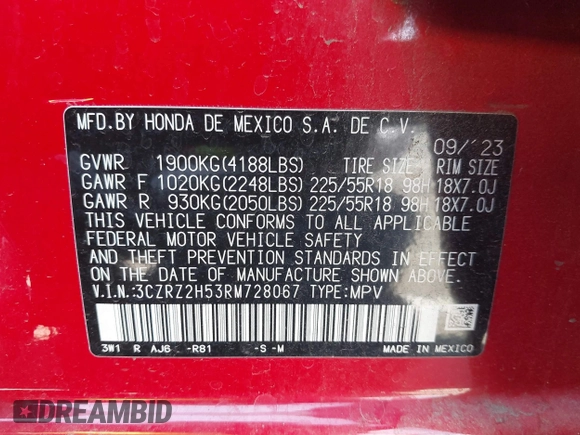 MFD.BY HONDA DE MEXICO S.A. DE C.V.
09/'23
GVWR 1900KG(4188LBS) TIRE SIZE RIM SIZE
GAWR F 1020KG(2248LBS) 225/55R18 98H 18X7.0J
GAWR R 930KG(2050LBS) 225/55R18 98H 18X7.0J
THIS VEHICLE CONFORMS TO ALL APPLICABLE
FEDERAL MOTOR VEHICLE SAFETY
AND THEFT PREVENTION STANDARDS IN EFFECT
ON THE DATE OF MANUFACTURE SHOWN ABOVE.
V.I.N.:3CZRZ2H53RM728067 TYPE:MPV
3W1 R AJ6 -R81 -S -M MADE IN MEXICO
DREAMBID